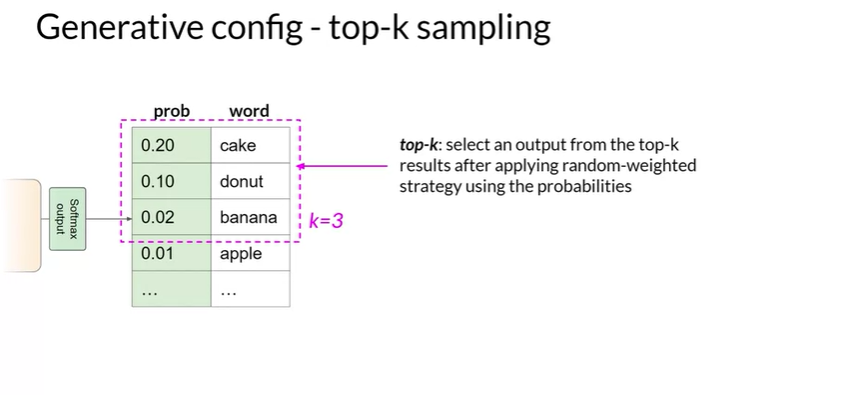 Generative config - top-k sampling
prob word
0.20 cake
0.10 donut
0.02 banana
0.01 apple
... ...
Softmax
output
k=3
top-k: select an output from the top-k
results after applying random-weighted
strategy using the probabilities